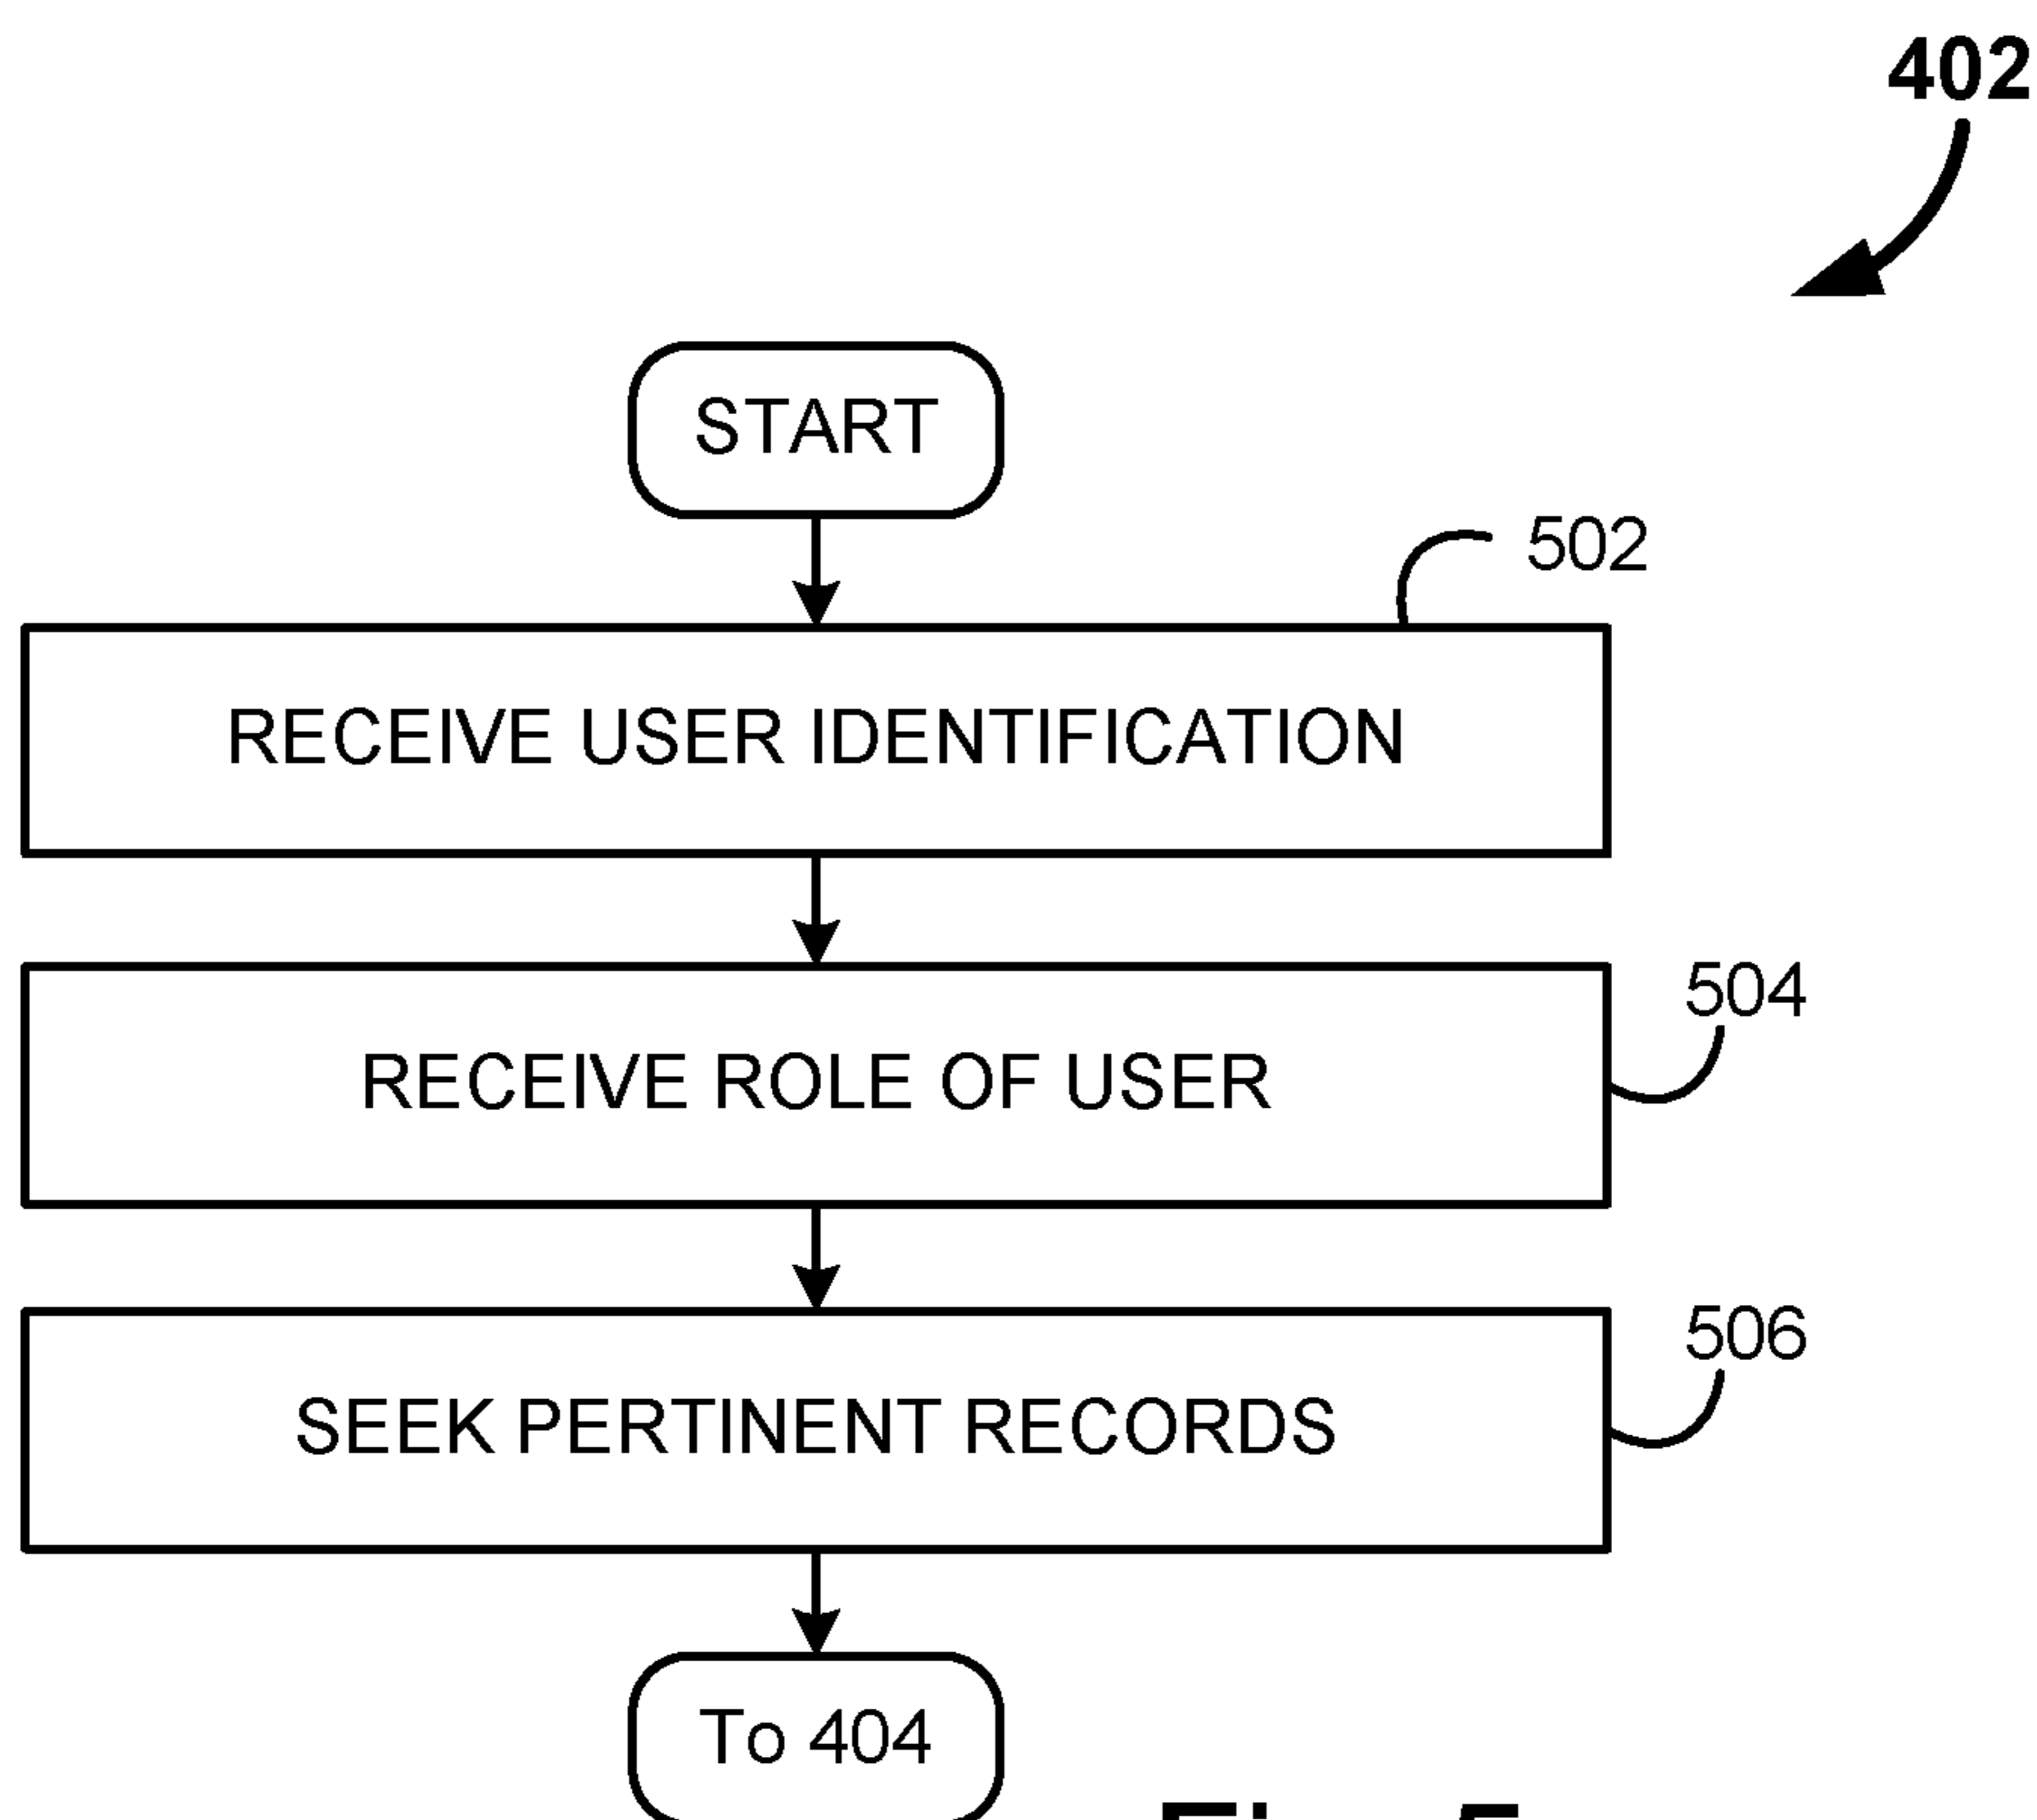 402
START
502
RECEIVE USER IDENTIFICATION
504
RECEIVE ROLE OF USER
506
SEEK PERTINENT RECORDS
To 404